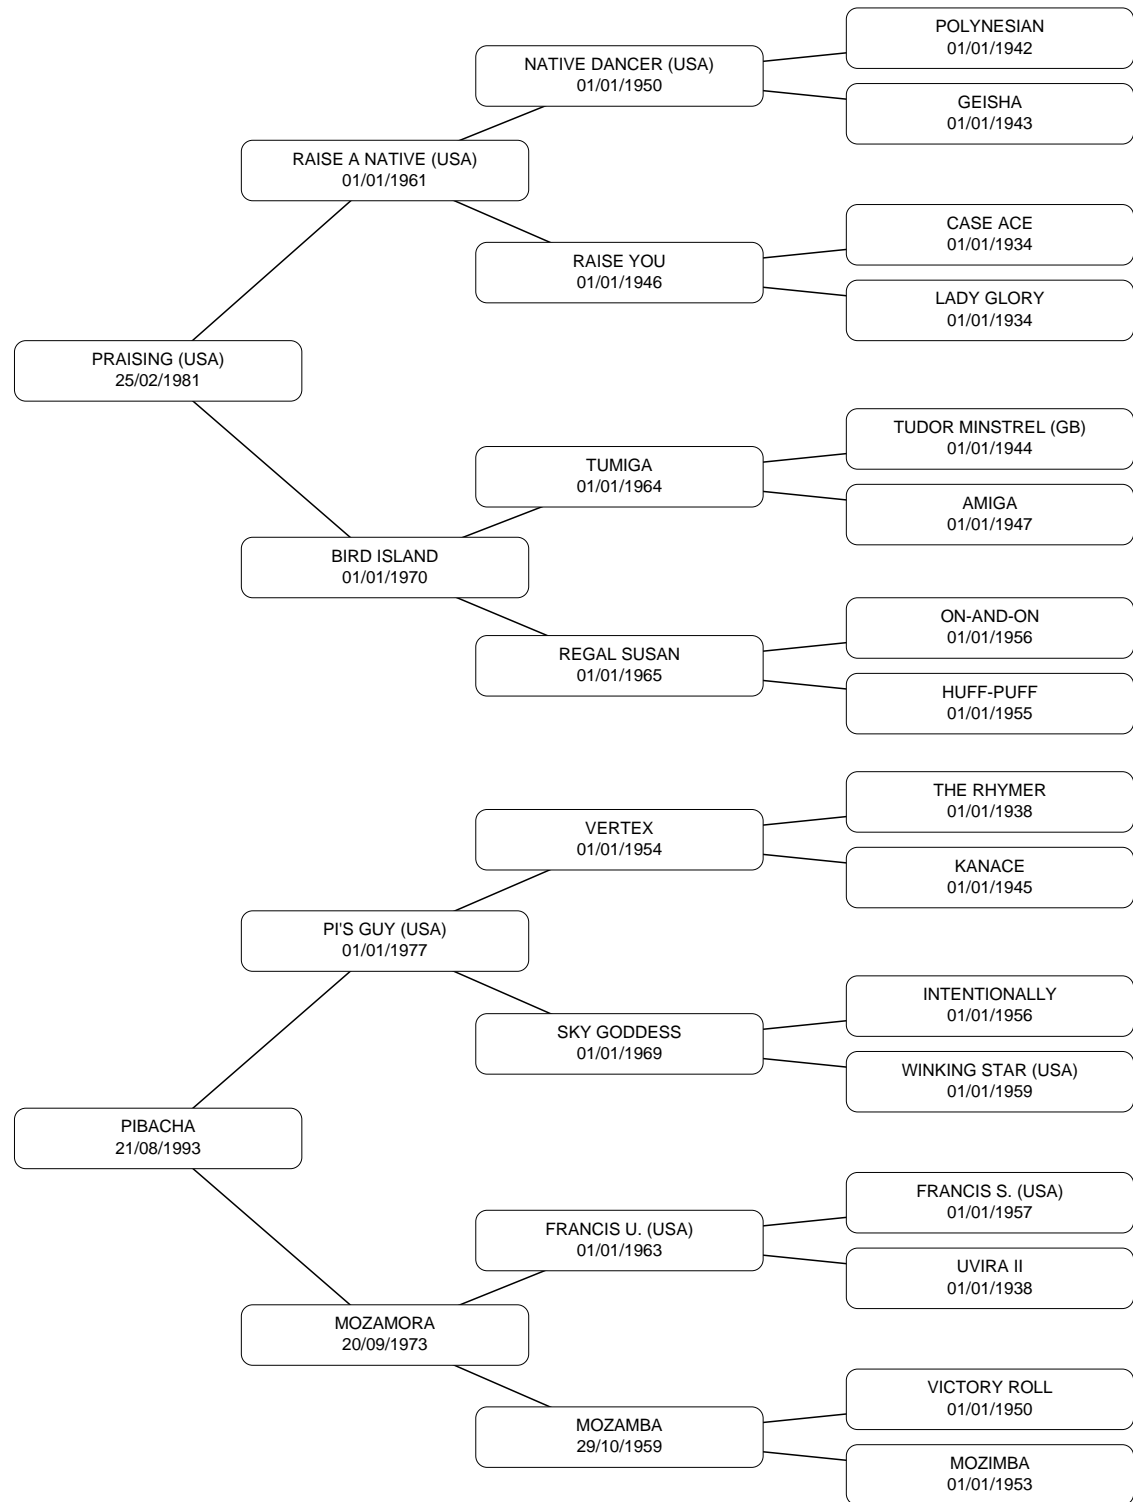 POLYNESIAN
01/01/1942
NATIVE DANCER (USA)
01/01/1950
GEISHA
01/01/1943
RAISE A NATIVE (USA)
01/01/1961
CASE ACE
01/01/1934
RAISE YOU
01/01/1946
LADY GLORY
01/01/1934
PRAISING (USA)
25/02/1981
TUDOR MINSTREL (GB)
01/01/1944
TUMIGA
01/01/1964
AMIGA
01/01/1947
BIRD ISLAND
01/01/1970
ON-AND-ON
01/01/1956
REGAL SUSAN
01/01/1965
HUFF-PUFF
01/01/1955
THE RHYMER
01/01/1938
VERTEX
01/01/1954
KANACE
01/01/1945
PI'S GUY (USA)
01/01/1977
INTENTIONALLY
01/01/1956
SKY GODDESS
01/01/1969
WINKING STAR (USA)
01/01/1959
PIBACHA
21/08/1993
FRANCIS S. (USA)
01/01/1957
FRANCIS U. (USA)
01/01/1963
UVIRA II
01/01/1938
MOZAMORA
20/09/1973
VICTORY ROLL
01/01/1950
MOZAMBA
29/10/1959
MOZIMBA
01/01/1953